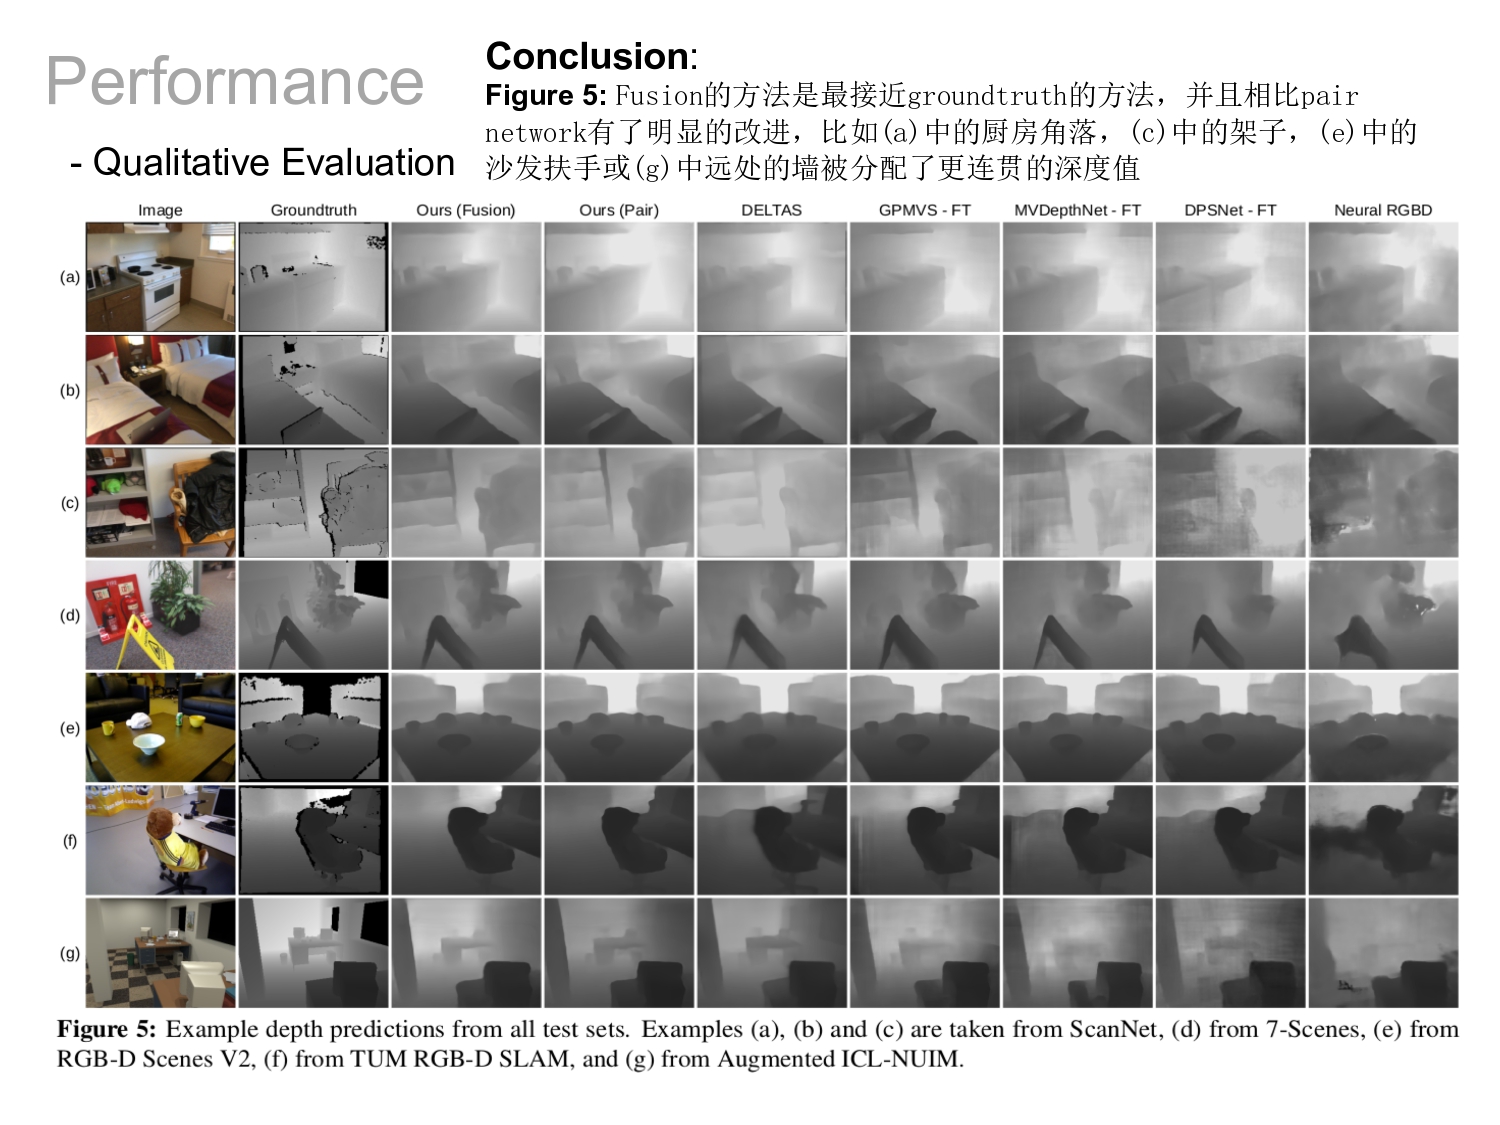 Performance
- Qualitative Evaluation
Conclusion:
Figure 5: Fusion的方法是最接近groundtruth的方法，并且相比pair
network有了明显的改进，比如(a)中的厨房角落，(c)中的架子，(e)中的
沙发扶手或(g)中远处的墙被分配了更连贯的深度值
Image Groundtruth Ours (Fusion) Ours (Pair) DELTAS GPMVS - FT MVDepthNet - FT DPSNet - FT Neural RGBD
(a)
(b)
(c)
(d)
(e)
(f)
(g)
Figure 5: Example depth predictions from all test sets. Examples (a), (b) and (c) are taken from ScanNet, (d) from 7-Scenes, (e) from
RGB-D Scenes V2, (f) from TUM RGB-D SLAM, and (g) from Augmented ICL-NUIM.